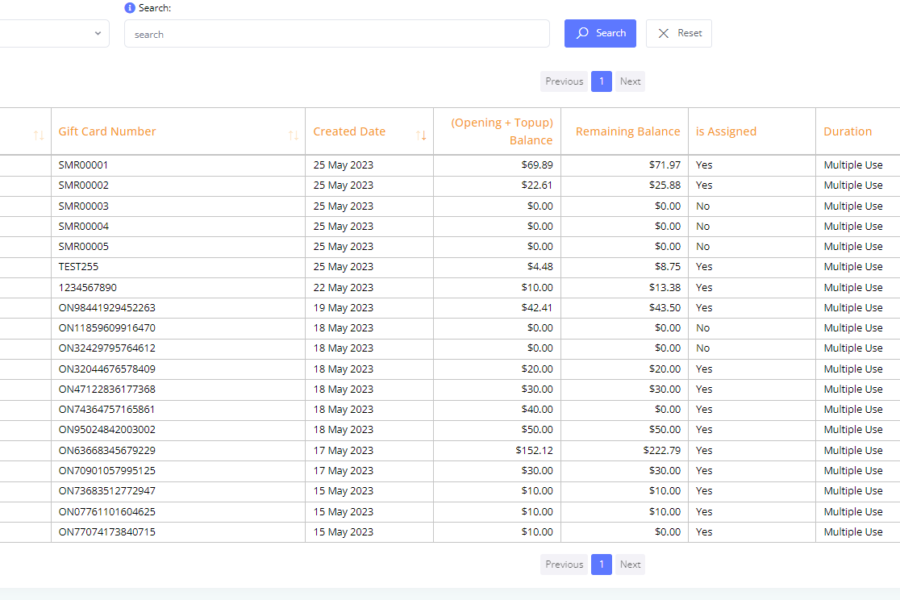 Search:
search
Search
Reset
Previous 1 Next
Gift Card Number Created Date (Opening + Topup) Balance Remaining Balance is Assigned Duration
SMR00001 25 May 2023 $69.89 $71.97 Yes Multiple Use
SMR00002 25 May 2023 $22.61 $25.88 Yes Multiple Use
SMR00003 25 May 2023 $0.00 $0.00 No Multiple Use
SMR00004 25 May 2023 $0.00 $0.00 No Multiple Use
SMR00005 25 May 2023 $0.00 $0.00 No Multiple Use
TEST255 25 May 2023 $4.48 $8.75 Yes Multiple Use
1234567890 22 May 2023 $10.00 $13.38 Yes Multiple Use
ON98441929452263 19 May 2023 $42.41 $43.50 Yes Multiple Use
ON11859609916470 18 May 2023 $0.00 $0.00 No Multiple Use
ON32429795764612 18 May 2023 $0.00 $0.00 No Multiple Use
ON32044676578409 18 May 2023 $20.00 $20.00 Yes Multiple Use
ON47122836177368 18 May 2023 $30.00 $30.00 Yes Multiple Use
ON74364757165861 18 May 2023 $40.00 $0.00 Yes Multiple Use
ON95024842003002 18 May 2023 $50.00 $50.00 Yes Multiple Use
ON63668345679229 17 May 2023 $152.12 $222.79 Yes Multiple Use
ON70901057995125 17 May 2023 $30.00 $30.00 Yes Multiple Use
ON73683512772947 15 May 2023 $10.00 $10.00 Yes Multiple Use
ON07761101604625 15 May 2023 $10.00 $10.00 Yes Multiple Use
ON77074173840715 15 May 2023 $10.00 $0.00 Yes Multiple Use
Previous 1 Next